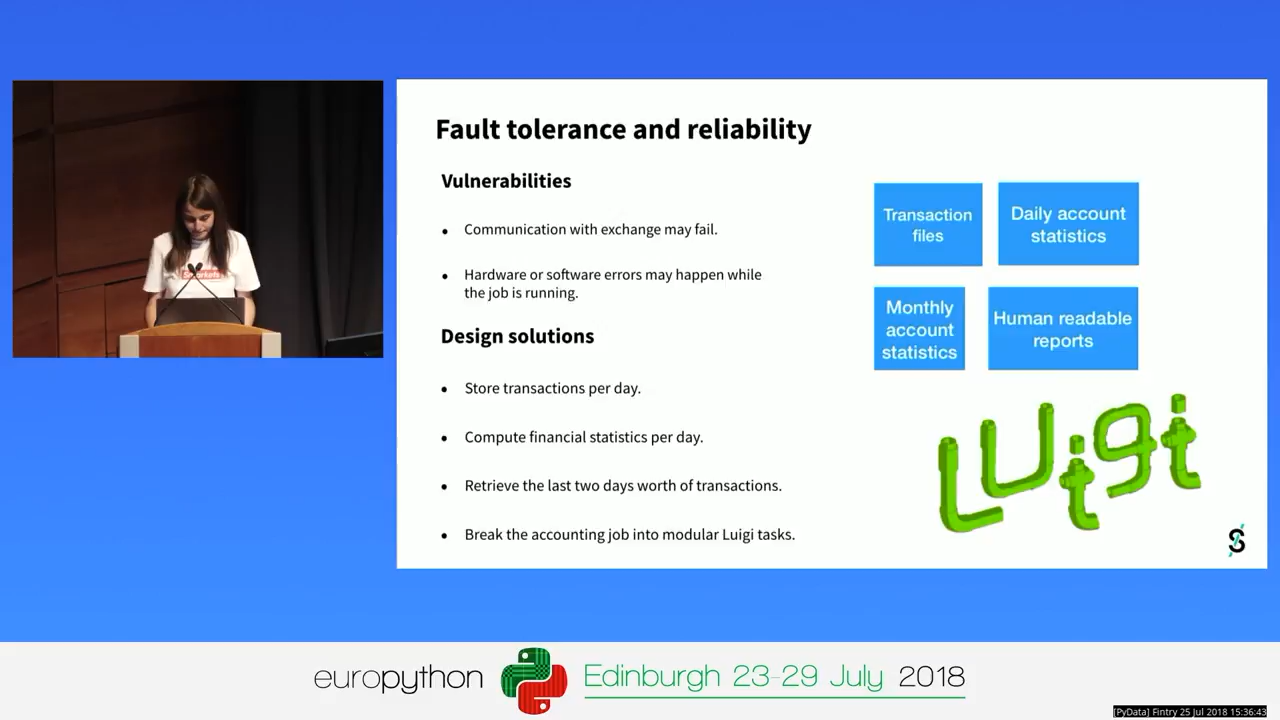 Fault tolerance and reliability
Vulnerabilities
• Communication with exchange may fail.
• Hardware or software errors may happen while
the job is running.
Design solutions
• Store transactions per day.
• Compute financial statistics per day.
• Retrieve the last two days worth of transactions.
• Break the accounting job into modular Luigi tasks.
Transaction
files
Daily account
statistics
Monthly
account
statistics
Human readable
reports
Luigi
S
Smarkets
europython
Edinburgh 23-29 July 2018
[PyData] Fintry 25 Jul 2018 15:36:43